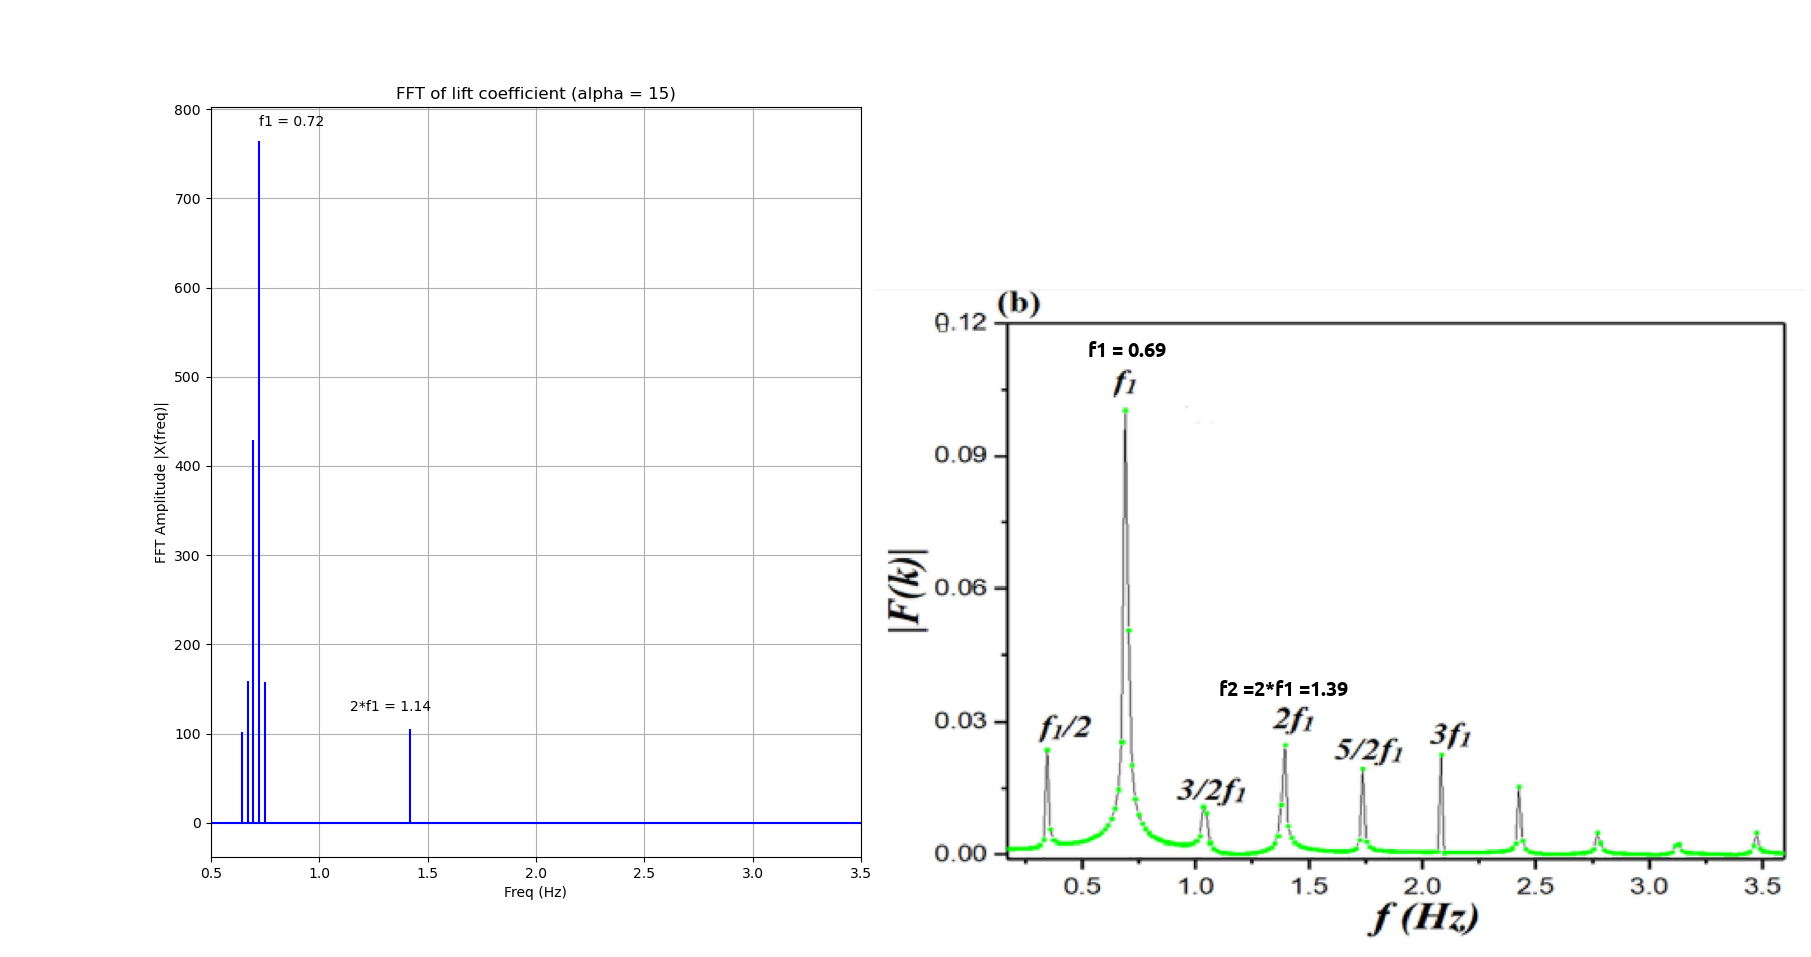 FFT of lift coefficient (alpha = 15)
800
f1 = 0.72
700
600
500
400
300
200
2*f1 = 1.14
100
0
0.5 1.0 1.5 2.0 2.5 3.0 3.5
Freq (Hz)
FFT Amplitude |X(freq)|
(b)
0.12
f1 = 0.69
f1
0.09
0.06
f2 =2*f1 =1.39
0.03
f1/2
2f1
3f1
5/2f1
3/2f1
0.00
0.5 1.0 1.5 2.0 2.5 3.0 3.5
f (Hz)
|F(k)|